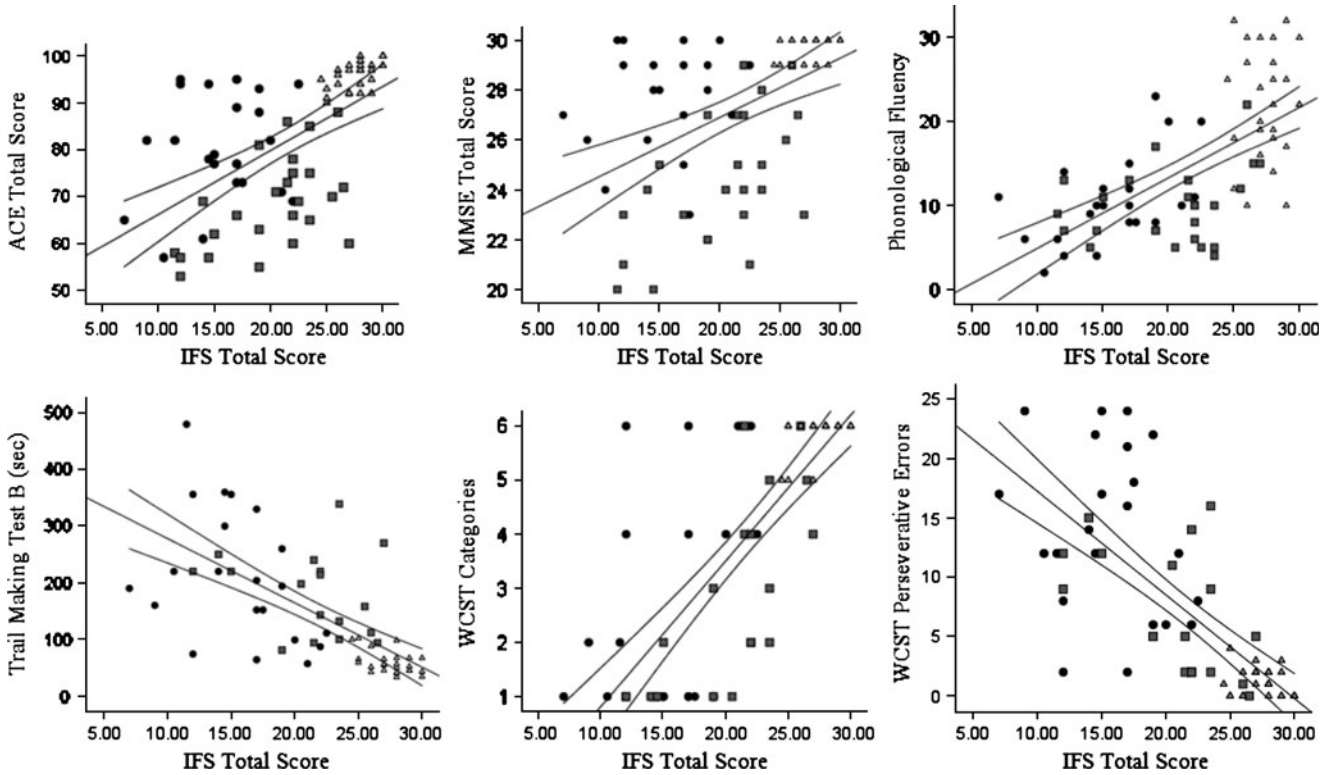 ACE Total Score
100
90
80
70
60
50
5.00 10.00 15.00 20.00 25.00 30.00
IFS Total Score
MMSE Total Score
30
28
26
24
22
20
5.00 10.00 15.00 20.00 25.00 30.00
IFS Total Score
Phonological Fluency
30
20
10
0
5.00 10.00 15.00 20.00 25.00 30.00
IFS Total Score
Trail Making Test B (sec)
500
400
300
200
100
0
5.00 10.00 15.00 20.00 25.00 30.00
IFS Total Score
WCST Categories
6
5
4
3
2
1
5.00 10.00 15.00 20.00 25.00 30.00
IFS Total Score
WCST Perseverative Errors
25
20
15
10
5
0
5.00 10.00 15.00 20.00 25.00 30.00
IFS Total Score